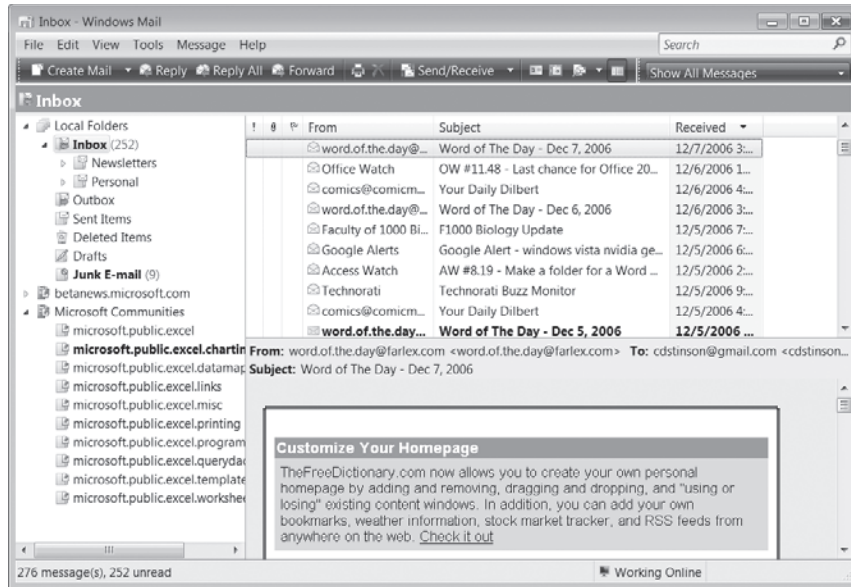 Inbox - Windows Mail
File Edit View Tools Message Help
Search
Create Mail Reply Reply All Forward Send/Receive Show All Messages
Inbox
Local Folders
Inbox (252)
Newsletters
Personal
Outbox
Sent Items
Deleted Items
Drafts
Junk E-mail (9)
betanews.microsoft.com
Microsoft Communities
microsoft.public.excel
microsoft.public.excel.chartin
microsoft.public.excel.datamap
microsoft.public.excel.links
microsoft.public.excel.misc
microsoft.public.excel.printing
microsoft.public.excel.program
microsoft.public.excel.querydao
microsoft.public.excel.template
microsoft.public.excel.workshee
! From Subject Received
word.of.the.day@... Word of The Day - Dec 7, 2006 12/7/2006 3:...
Office Watch OW #11.48 - Last chance for Office 20... 12/6/2006 1...
comics@comicm... Your Daily Dilbert 12/6/2006 4:...
word.of.the.day@... Word of The Day - Dec 6, 2006 12/6/2006 3:...
Faculty of 1000 Bi... F1000 Biology Update 12/5/2006 7:...
Google Alerts Google Alert - windows vista nvidia ge... 12/5/2006 6:...
Access Watch AW #8.19 - Make a folder for a Word ... 12/5/2006 2:...
Technorati Technorati Buzz Monitor 12/5/2006 9:...
comics@comicm... Your Daily Dilbert 12/5/2006 4:...
word.of.the.day... Word of The Day - Dec 5, 2006 12/5/2006 ...
From: word.of.the.day@farlex.com <word.of.the.day@farlex.com> To: cdstinson@gmail.com <cdstinson...
Subject: Word of The Day - Dec 7, 2006
Customize Your Homepage
TheFreeDictionary.com now allows you to create your own personal
homepage by adding and removing, dragging and dropping, and "using or
losing" existing content windows. In addition, you can add your own
bookmarks, weather information, stock market tracker, and RSS feeds from
anywhere on the web. Check it out
276 message(s), 252 unread
Working Online